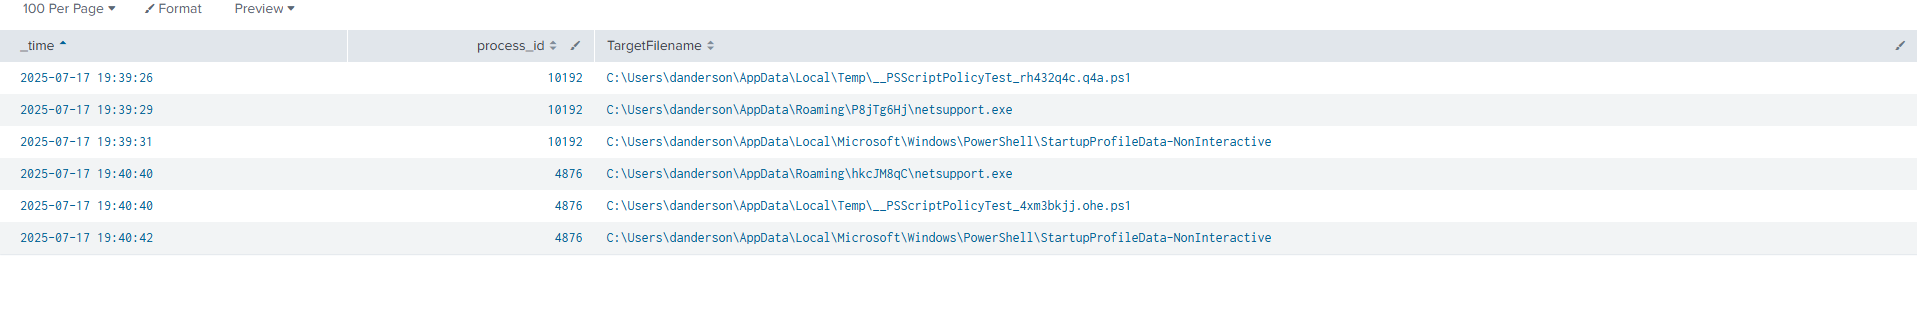 100 Per Page Format Preview
_time process_id TargetFilename
2025-07-17 19:39:26 10192 C:\Users\danderson\AppData\Local\Temp\__PSScriptPolicyTest_rh432q4c.q4a.ps1
2025-07-17 19:39:29 10192 C:\Users\danderson\AppData\Roaming\P8jTg6Hj\netsupport.exe
2025-07-17 19:39:31 10192 C:\Users\danderson\AppData\Local\Microsoft\Windows\PowerShell\StartupProfileData-NonInteractive
2025-07-17 19:40:40 4876 C:\Users\danderson\AppData\Roaming\hkcJM8qC\netsupport.exe
2025-07-17 19:40:40 4876 C:\Users\danderson\AppData\Local\Temp\__PSScriptPolicyTest_4xm3bkjj.ohe.ps1
2025-07-17 19:40:42 4876 C:\Users\danderson\AppData\Local\Microsoft\Windows\PowerShell\StartupProfileData-NonInteractive